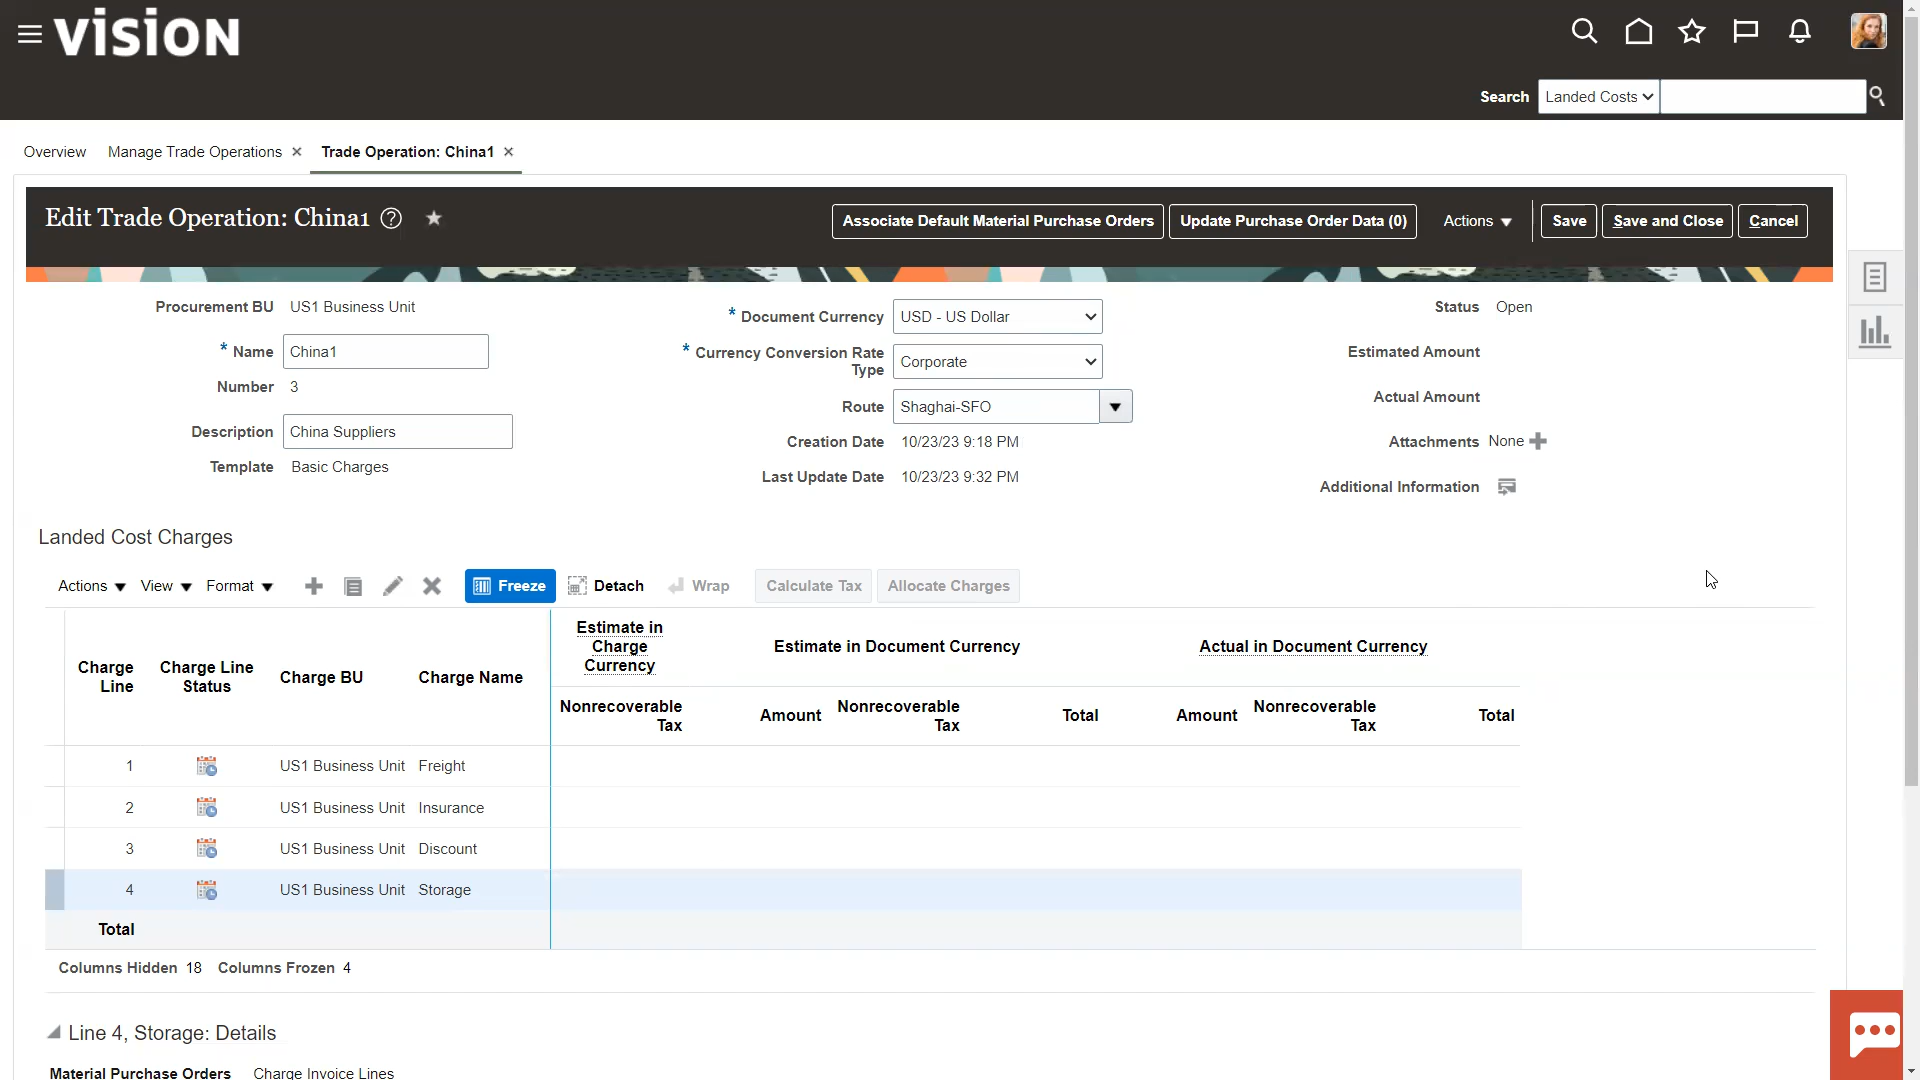 vision
Search Landed Costs
Overview Manage Trade Operations Trade Operation: China1
Edit Trade Operation: China1
Associate Default Material Purchase Orders Update Purchase Order Data (0) Actions Save Save and Close Cancel
Procurement BU US1 Business Unit
* Name China1
Number 3
Description China Suppliers
Template Basic Charges
* Document Currency USD - US Dollar
* Currency Conversion Rate
Type Corporate
Route Shaghai-SFO
Creation Date 10/23/23 9:18 PM
Last Update Date 10/23/23 9:32 PM
Status Open
Estimated Amount
Actual Amount
Attachments None
Additional Information
Landed Cost Charges
Actions View Format Freeze Detach Wrap Calculate Tax Allocate Charges
Charge Line
Charge Line Status
Charge BU
Charge Name
Estimate in Charge Currency
Estimate in Document Currency
Actual in Document Currency
Nonrecoverable Tax Amount Nonrecoverable Tax Total Amount Nonrecoverable Tax Total
1 US1 Business Unit Freight
2 US1 Business Unit Insurance
3 US1 Business Unit Discount
4 US1 Business Unit Storage
Total
Columns Hidden 18 Columns Frozen 4
Line 4, Storage: Details
Material Purchase Orders Charge Invoice Lines